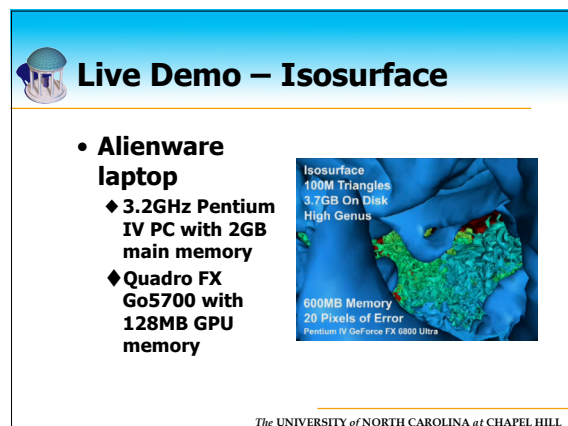 Live Demo – Isosurface
• Alienware
laptop
♦ 3.2GHz Pentium
IV PC with 2GB
main memory
♦ Quadro FX
Go5700 with
128MB GPU
memory
Isosurface
100M Triangles
3.7GB On Disk
High Genus
600MB Memory
20 Pixels of Error
Pentium IV GeForce FX 6800 Ultra
The UNIVERSITY of NORTH CAROLINA at CHAPEL HILL